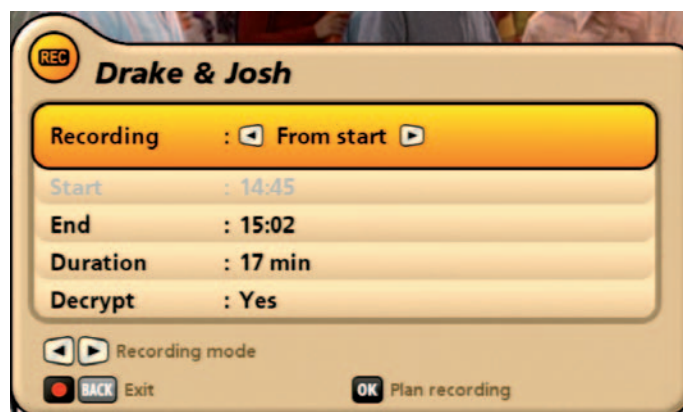 REC
Drake & Josh
Recording : From start
Start : 14:45
End : 15:02
Duration : 17 min
Decrypt : Yes
Recording mode
BACK Exit OK Plan recording